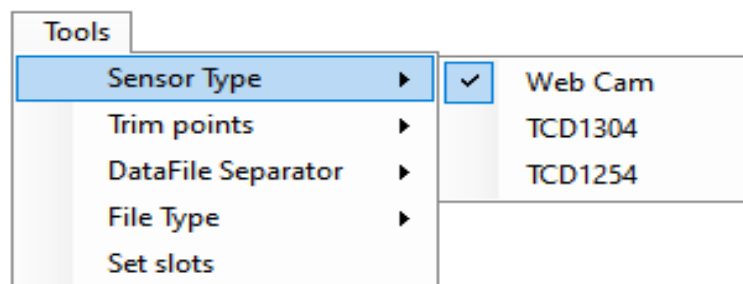 Tools
Sensor Type
Trim points
DataFile Separator
File Type
Set slots
Web Cam
TCD1304
TCD1254